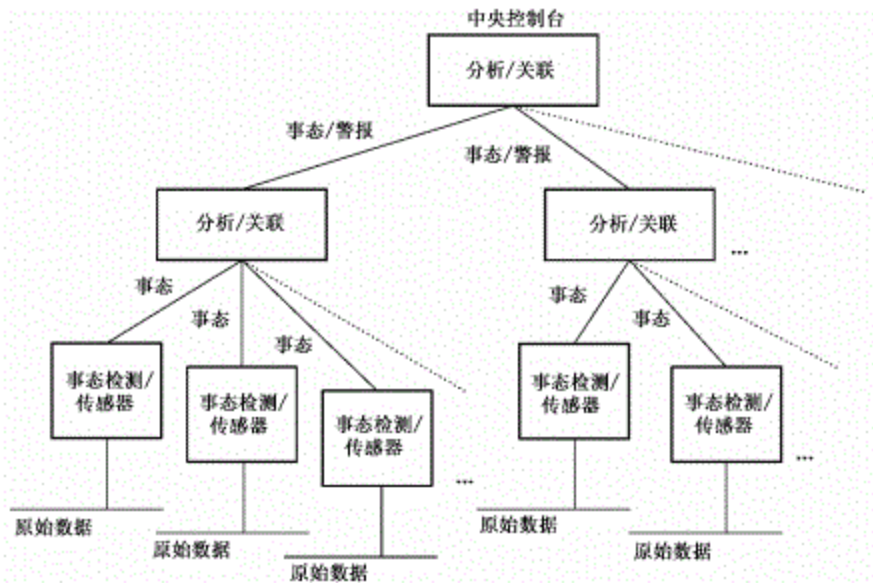 中央控制台
分析/关联
事态/警报
事态/警报
分析/关联
分析/关联
...
事态
事态
事态
事态
事态
事态检测/
传感器
事态检测/
传感器
事态检测/
传感器
...
事态检测/
传感器
事态检测/
传感器
...
原始数据
原始数据
原始数据
原始数据
原始数据